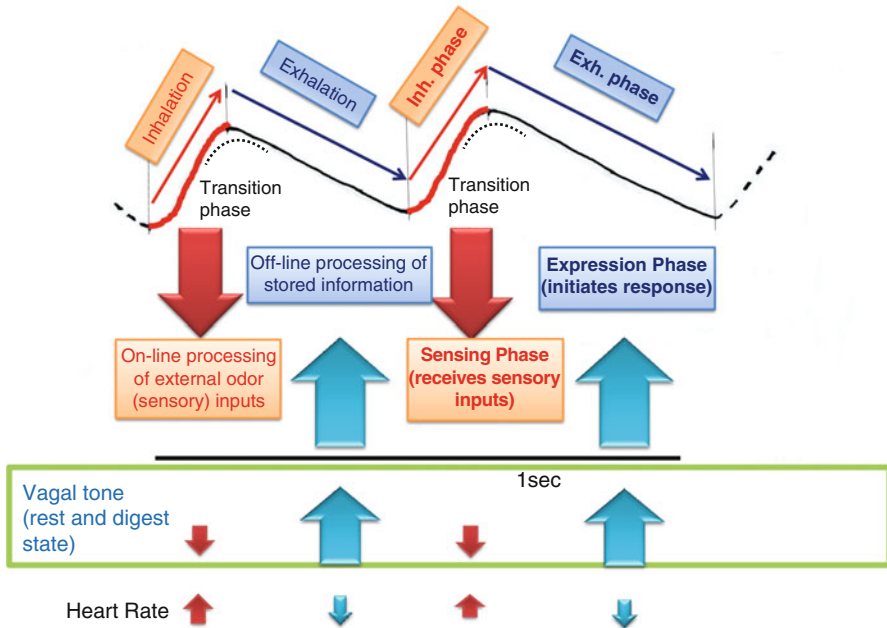 Inhalation
Exhalation
Inh. phase
Exh. phase
Transition
phase
Transition
phase
Off-line processing of
stored information
Expression Phase
(initiates response)
On-line processing
of external odor
(sensory) inputs
Sensing Phase
(receives sensory
inputs)
1sec
Vagal tone
(rest and digest
state)
Heart Rate